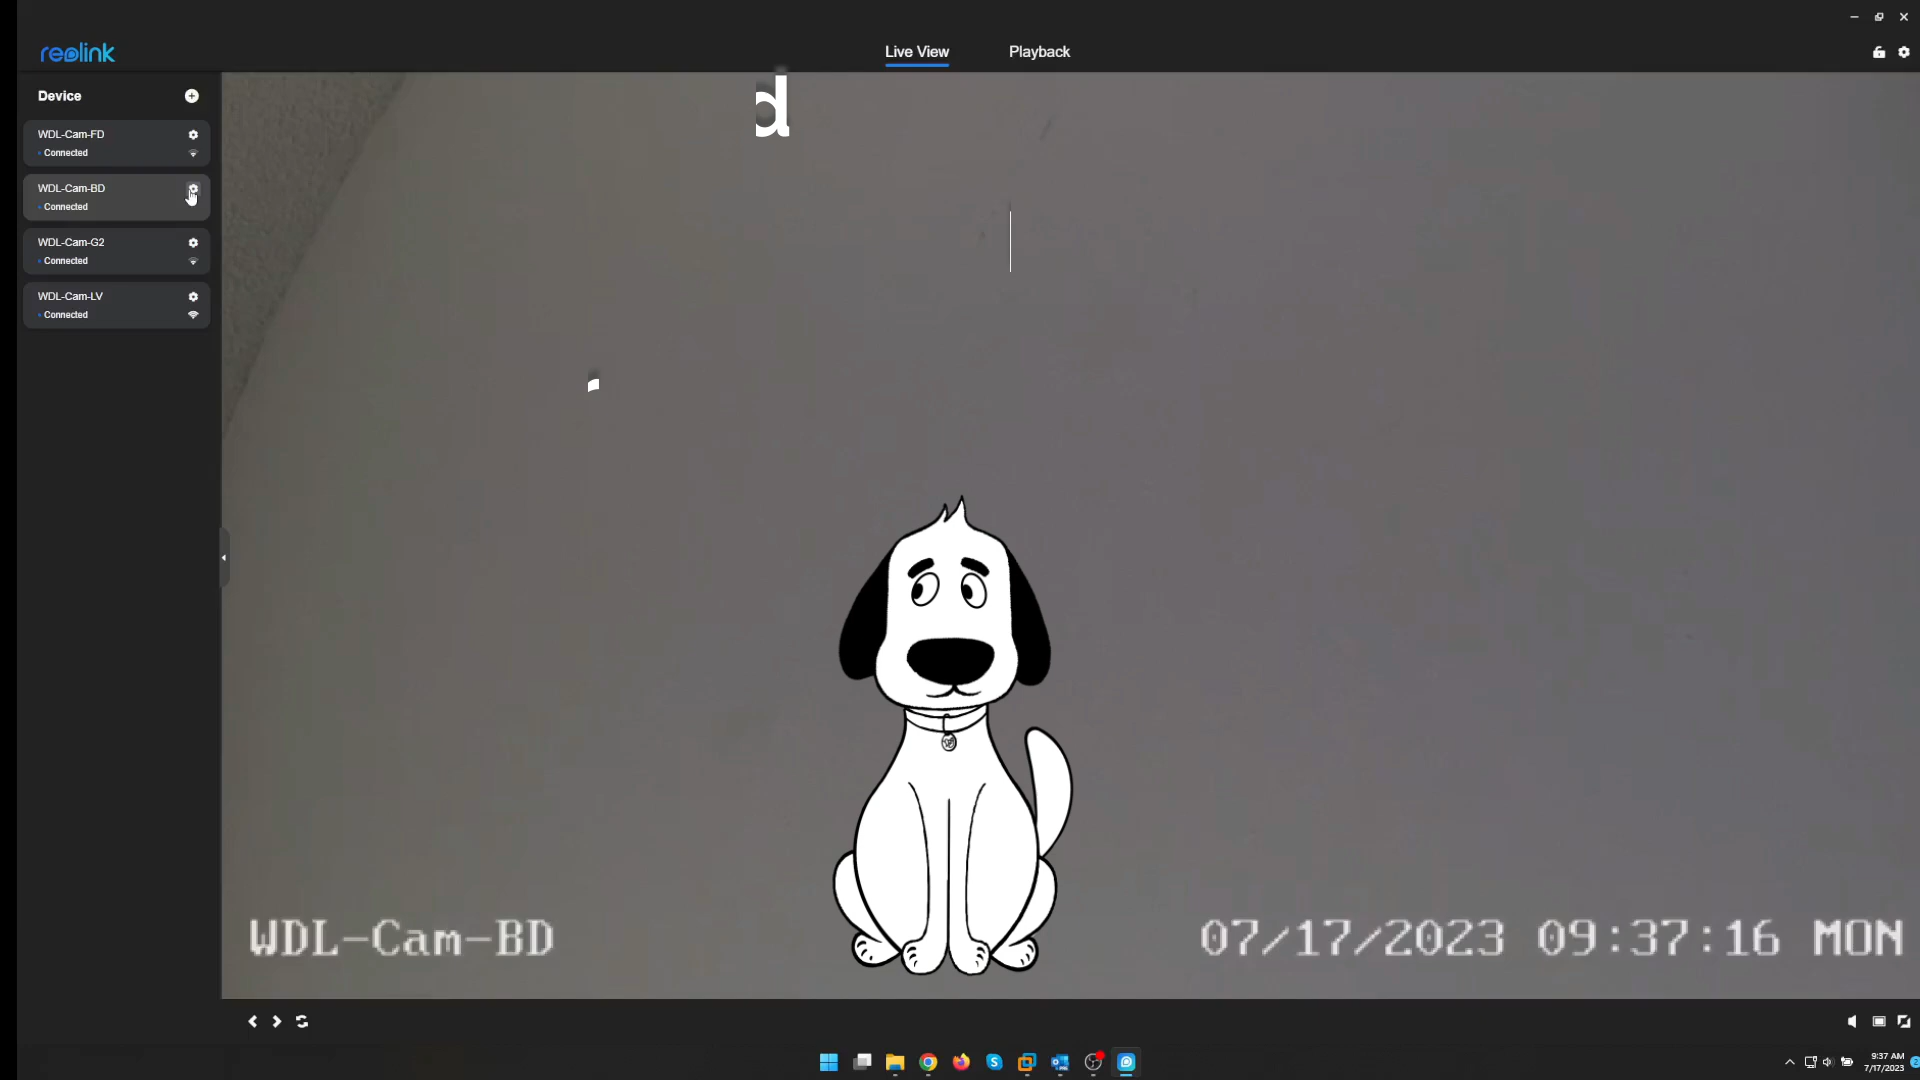 reolink
Live View
Playback
Device
WDL-Cam-FD
Connected
WDL-Cam-BD
Connected
WDL-Cam-G2
Connected
WDL-Cam-LV
Connected
d
WDL-Cam-BD
07/17/2023 09:37:16 MON
9:37 AM
7/17/2023